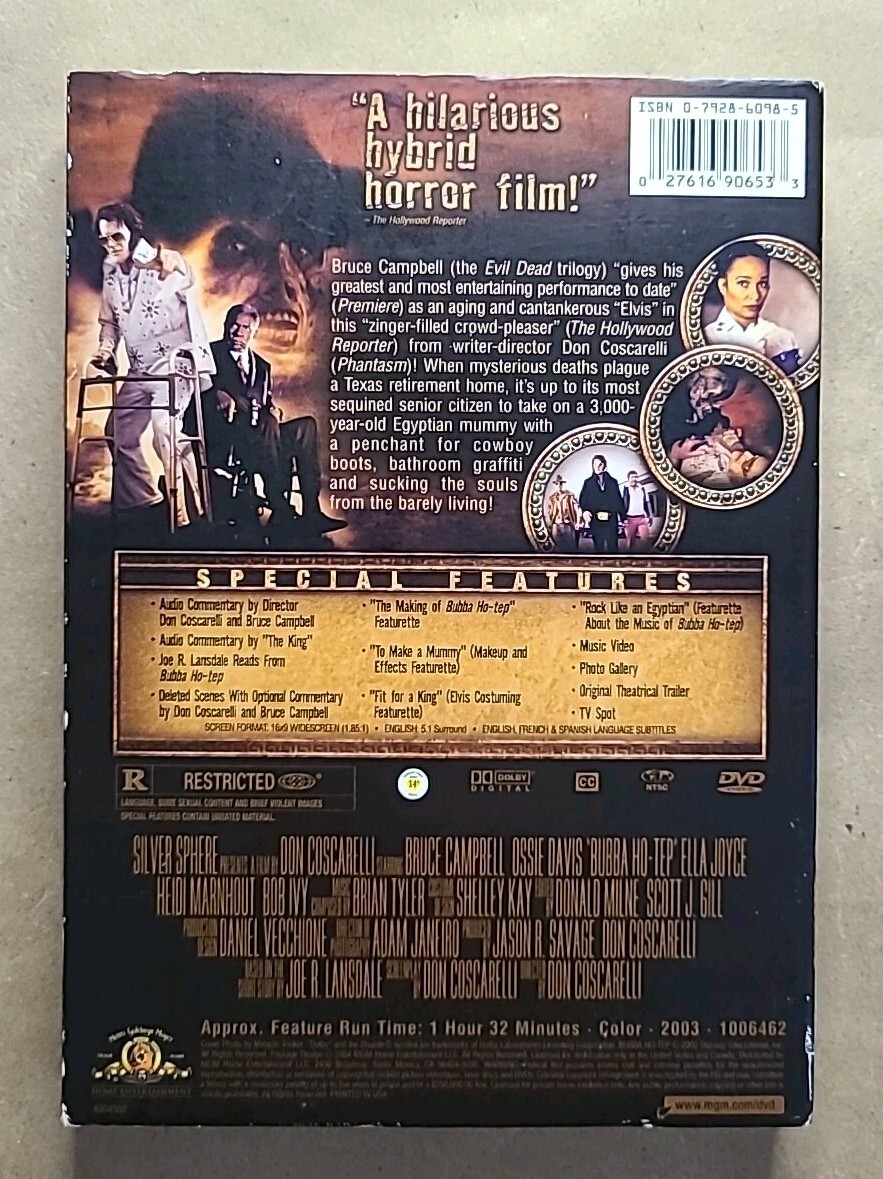 "A hilarious
hybrid
horror film!"
- The Hollywood Reporter
ISBN 0-7928-6098-5
0 27616 90653 3
Bruce Campbell (the Evil Dead trilogy) "gives his
greatest and most entertaining performance to date"
(Premiere) as an aging and cantankerous "Elvis" in
this "zinger-filled crowd-pleaser" (The Hollywood
Reporter) from writer-director Don Coscarelli
(Phantasm)! When mysterious deaths plague
a Texas retirement home, it's up to its most
sequined senior citizen to take on a 3,000-
year-old Egyptian mummy with
a penchant for cowboy
boots, bathroom graffiti
and sucking the souls
from the barely living!
SPECIAL FEATURES
• Audio Commentary by Director
Don Coscarelli and Bruce Campbell
• Audio Commentary by "The King"
• Joe R. Lansdale Reads From
Bubba Ho-tep
• Deleted Scenes With Optional Commentary
by Don Coscarelli and Bruce Campbell
• "The Making of Bubba Ho-tep"
Featurette
• "To Make a Mummy" (Makeup and
Effects Featurette)
• "Fit for a King" (Elvis Costuming
Featurette)
• "Rock Like an Egyptian" (Featurette
About the Music of Bubba Ho-tep)
• Music Video
• Photo Gallery
• Original Theatrical Trailer
• TV Spot
SCREEN FORMAT: 16x9 WIDESCREEN (1.85:1) • ENGLISH: 5.1 Surround • ENGLISH, FRENCH & SPANISH LANGUAGE SUBTITLES
R RESTRICTED
LANGUAGE, SOME SEXUAL CONTENT AND BRIEF VIOLENT IMAGES
SPECIAL FEATURES CONTAIN UNRATED MATERIAL.
14
DOLBY
DIGITAL
CC
NTSC
DVD
SILVER SPHERE PRESENTS A FILM BY DON COSCARELLI STARRING BRUCE CAMPBELL OSSIE DAVIS 'BUBBA HO-TEP' ELLA JOYCE
HEIDI MARNHOUT BOB IVY MUSIC COMPOSED BY BRIAN TYLER COSTUME DESIGN SHELLEY KAY EDITED BY DONALD MILNE SCOTT J. GILL
PRODUCTION DESIGN DANIEL VECCHIONE DIRECTOR OF PHOTOGRAPHY ADAM JANEIRO PRODUCED BY JASON R. SAVAGE DON COSCARELLI
BASED ON THE SHORT STORY BY JOE R. LANSDALE SCREENPLAY BY DON COSCARELLI DIRECTED BY DON COSCARELLI
Approx. Feature Run Time: 1 Hour 32 Minutes · Color · 2003 · 1006462
HOME ENTERTAINMENT
PRINTED IN USA
www.mgm.com/dvd